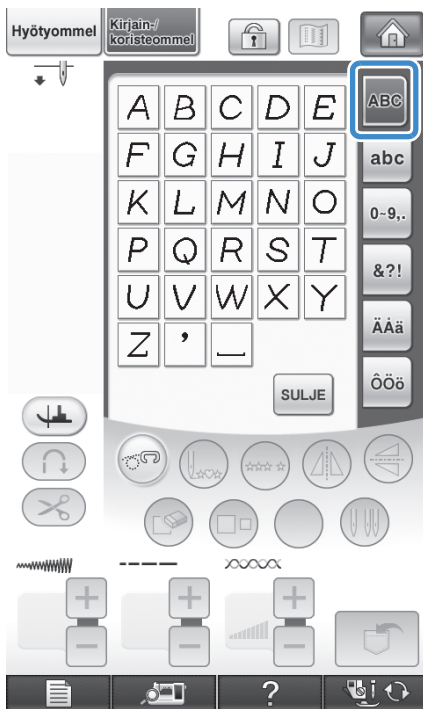 Hyötyommel
Kirjain-/
koristeommel
ABC
A B C D E
F G H I J
K L M N O
P Q R S T
U V W X Y
Z ’ _
abc
0~9,.
&?!
ÄÅä
ÔÖö
SULJE
?